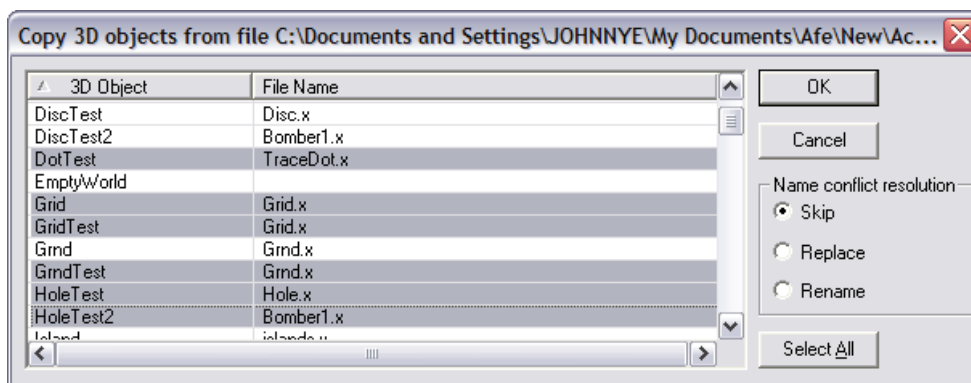 Copy 3D objects from file C:\Documents and Settings\JOHNNYE\My Documents\Afe\New\Ac...
3D Object File Name
DiscTest Disc.x
DiscTest2 Bomber1.x
DotTest TraceDot.x
EmptyWorld
Grid Grid.x
GridTest Grid.x
Grnd Grnd.x
GrndTest Grnd.x
HoleTest Hole.x
HoleTest2 Bomber1.x
OK
Cancel
Name conflict resolution
Skip
Replace
Rename
Select All